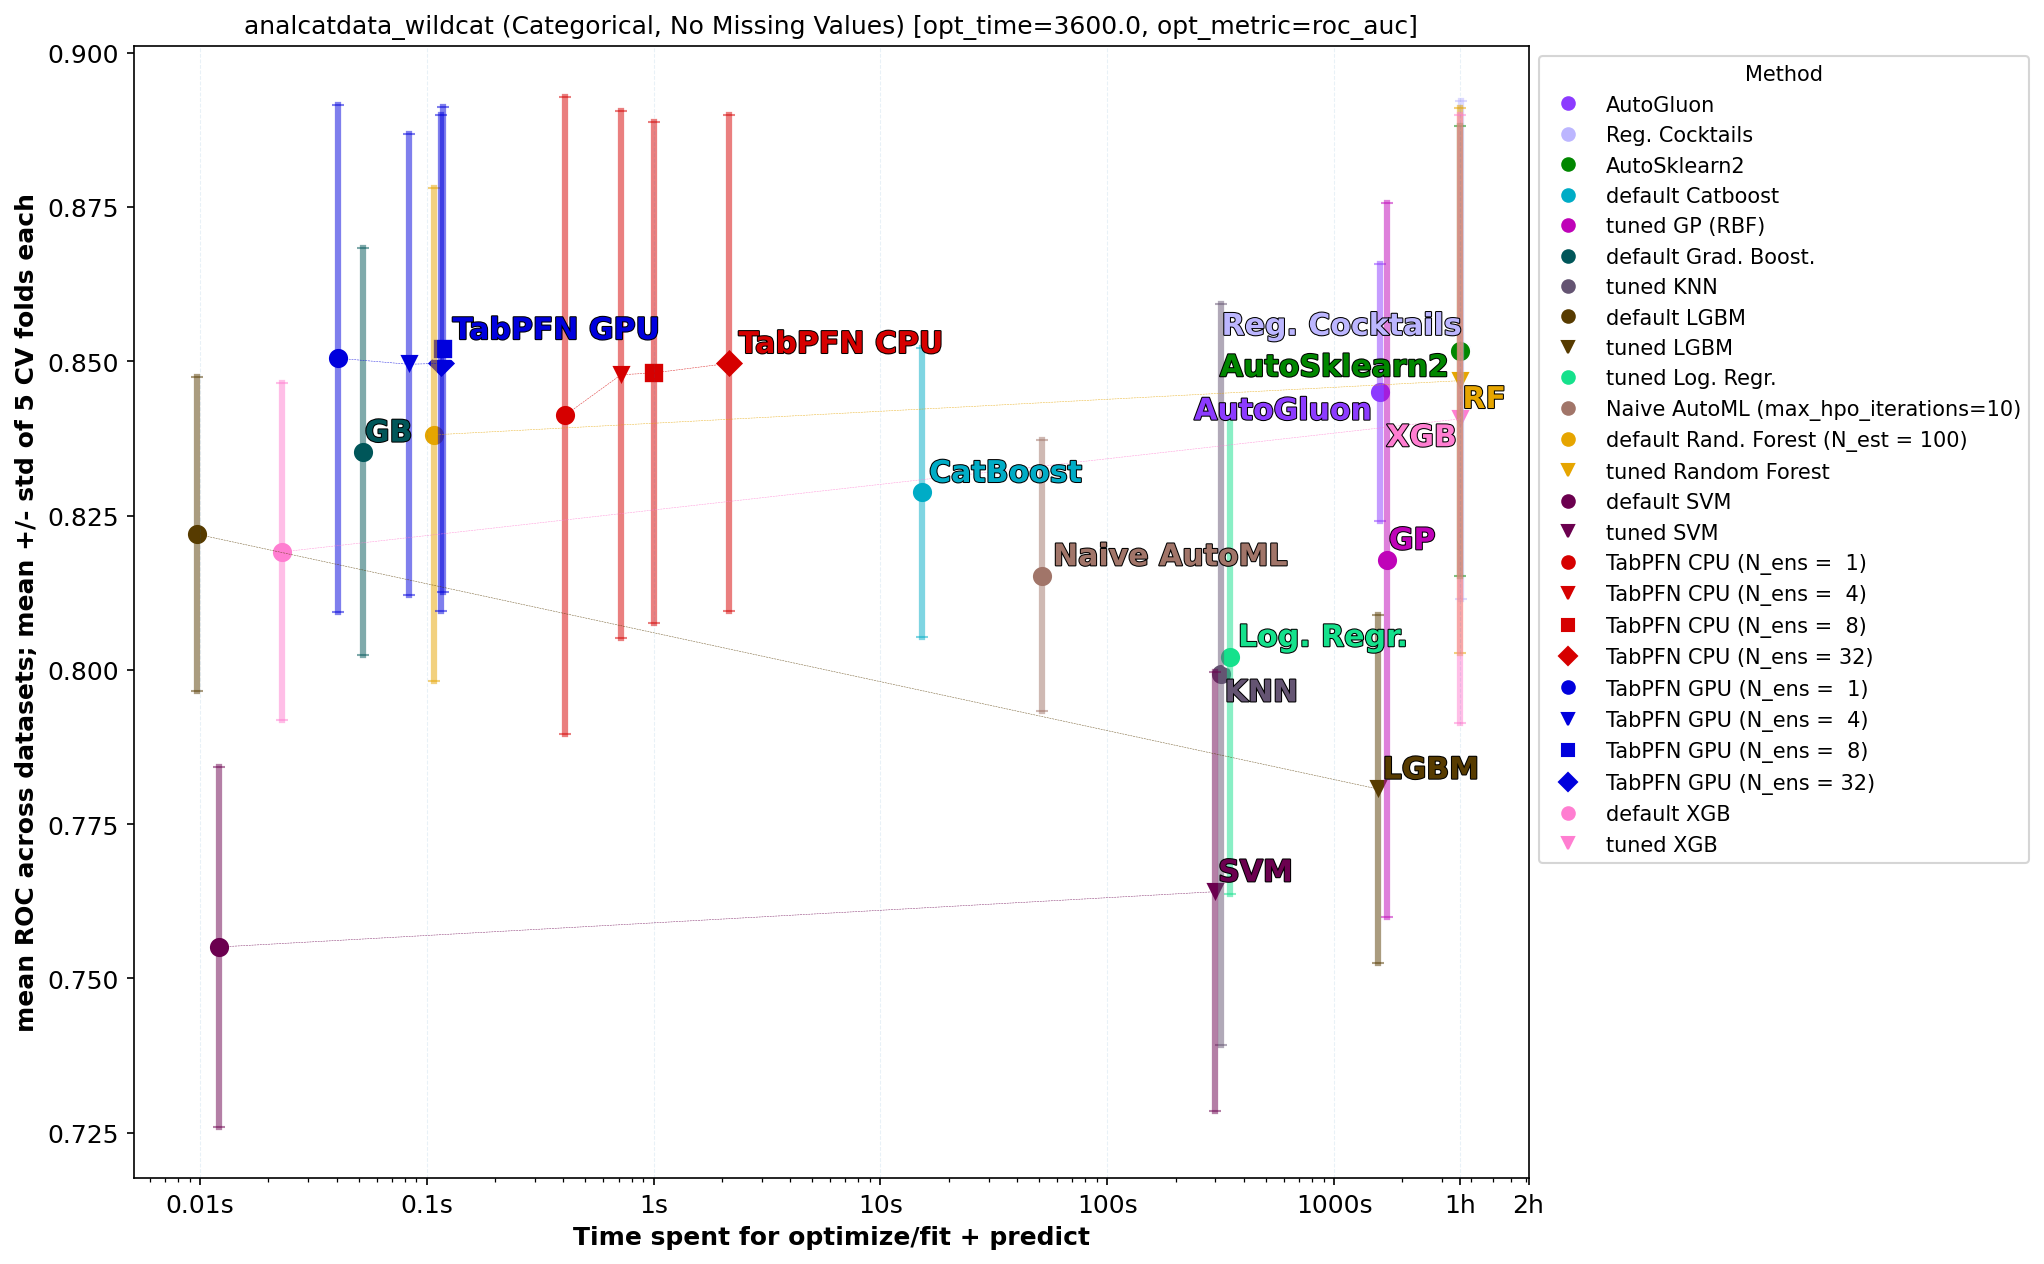 analcatdata_wildcat (Categorical, No Missing Values) [opt_time=3600.0, opt_metric=roc_auc]
mean ROC across datasets; mean +/- std of 5 CV folds each
0.900
0.875
0.850
0.825
0.800
0.775
0.750
0.725
TabPFN GPU
TabPFN CPU
Reg. Cocktails
AutoSklearn2
AutoGluon
RF
XGB
GB
CatBoost
Naive AutoML
GP
Log. Regr.
KNN
LGBM
SVM
0.01s
0.1s
1s
10s
100s
1000s
1h
2h
Time spent for optimize/fit + predict
Method
AutoGluon
Reg. Cocktails
AutoSklearn2
default Catboost
tuned GP (RBF)
default Grad. Boost.
tuned KNN
default LGBM
tuned LGBM
tuned Log. Regr.
Naive AutoML (max_hpo_iterations=10)
default Rand. Forest (N_est = 100)
tuned Random Forest
default SVM
tuned SVM
TabPFN CPU (N_ens =  1)
TabPFN CPU (N_ens =  4)
TabPFN CPU (N_ens =  8)
TabPFN CPU (N_ens = 32)
TabPFN GPU (N_ens =  1)
TabPFN GPU (N_ens =  4)
TabPFN GPU (N_ens =  8)
TabPFN GPU (N_ens = 32)
default XGB
tuned XGB